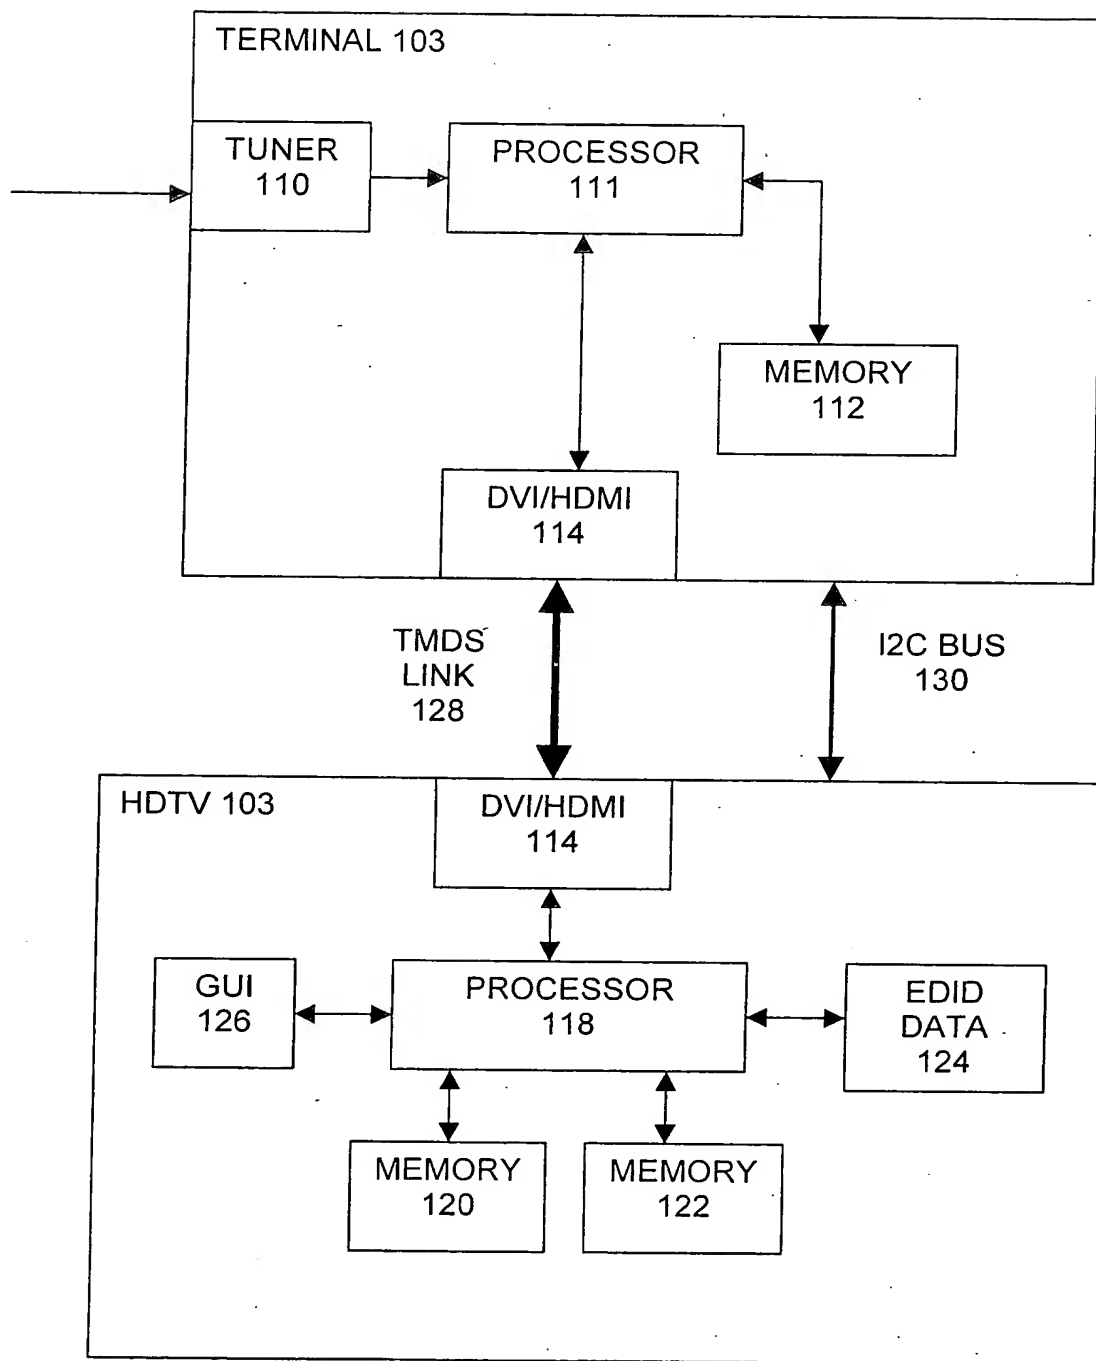 TERMINAL 103
TUNER
110
PROCESSOR
111
MEMORY
112
DVI/HDMI
114
TMDS
LINK
128
I2C BUS
130
HDTV 103
DVI/HDMI
114
GUI
126
PROCESSOR
118
EDID
DATA
124
MEMORY
120
MEMORY
122